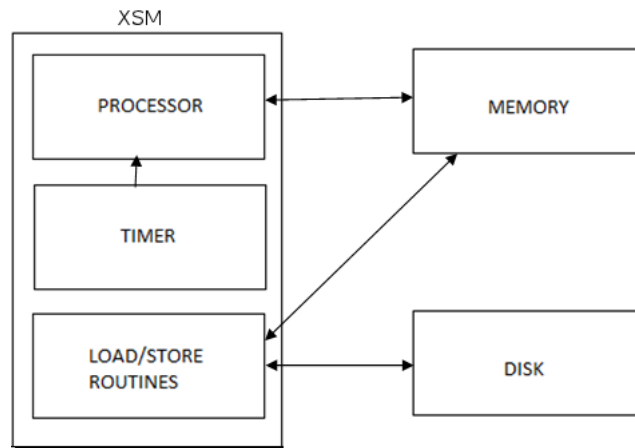 XSM
PROCESSOR
MEMORY
TIMER
LOAD/STORE
ROUTINES
DISK